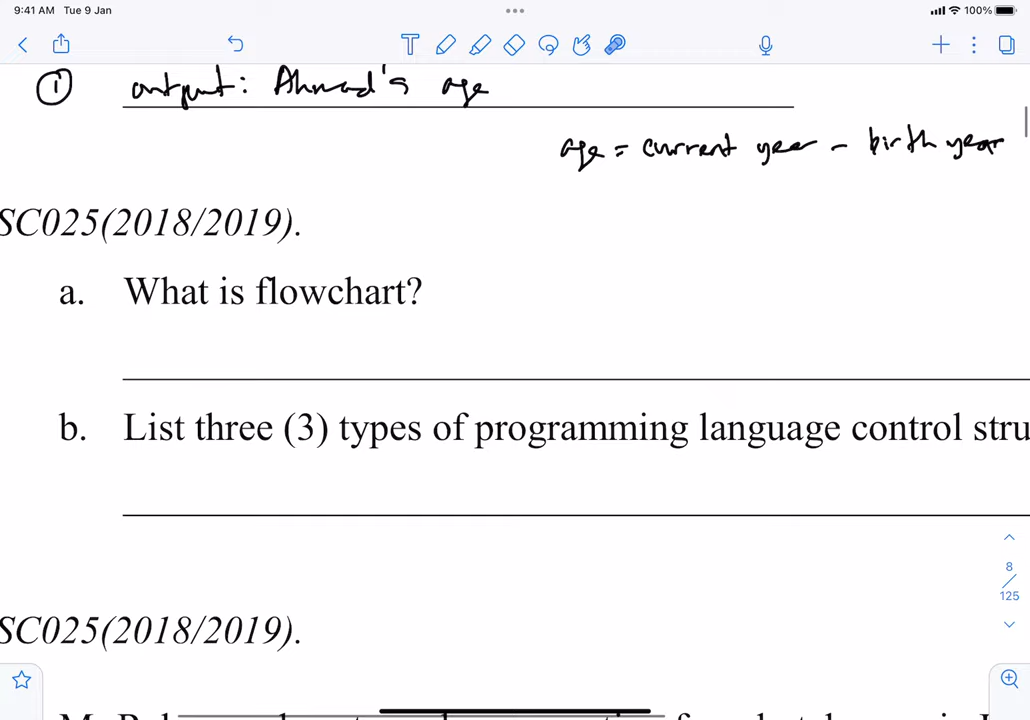 9:41 AM Tue 9 Jan
100%
① output: Ahmad's age
age = current year - birth year
SC025(2018/2019).
a. What is flowchart?
b. List three (3) types of programming language control stru
8
/
125
SC025(2018/2019).